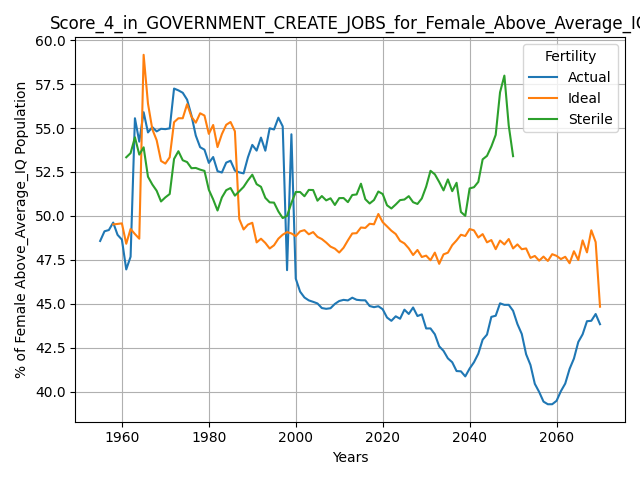 Score_4_in_GOVERNMENT_CREATE_JOBS_for_Female_Above_Average_IQ
60.0
57.5
55.0
52.5
50.0
47.5
45.0
42.5
40.0
% of Female Above_Average_IQ Population
Fertility
Actual
Ideal
Sterile
1960
1980
2000
2020
2040
2060
Years